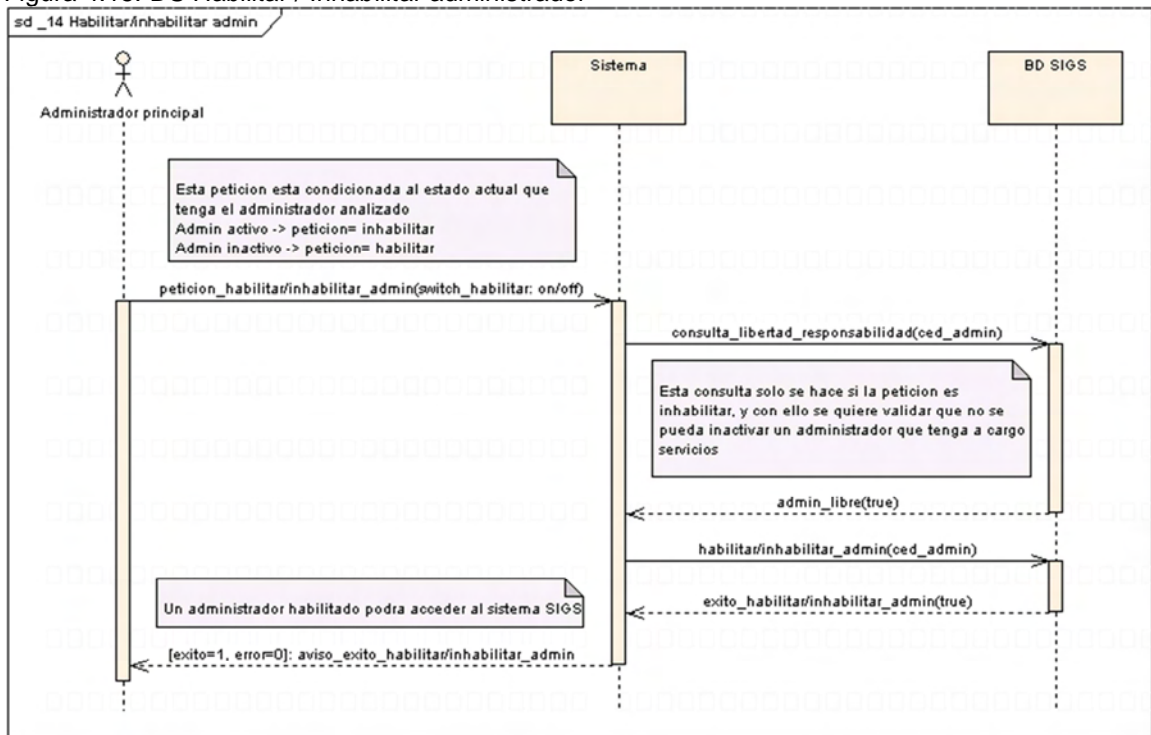 sd _14 Habilitar/inhabilitar admin
Sistema
BD SIGS
Administrador principal
Esta peticion esta condicionada al estado actual que
tenga el administrador analizado
Admin activo -> peticion= inhabilitar
Admin inactivo -> peticion= habilitar
peticion_habilitar/inhabilitar_admin(switch_habilitar: on/off)
consulta_libertad_responsabilidad(ced_admin)
Esta consulta solo se hace si la peticion es
inhabilitar, y con ello se quiere validar que no se
pueda inactivar un administrador que tenga a cargo
servicios
admin_libre(true)
habilitar/inhabilitar_admin(ced_admin)
exito_habilitar/inhabilitar_admin(true)
Un administrador habilitado podra acceder al sistema SIGS
[exito=1, error=0]: aviso_exito_habilitar/inhabilitar_admin